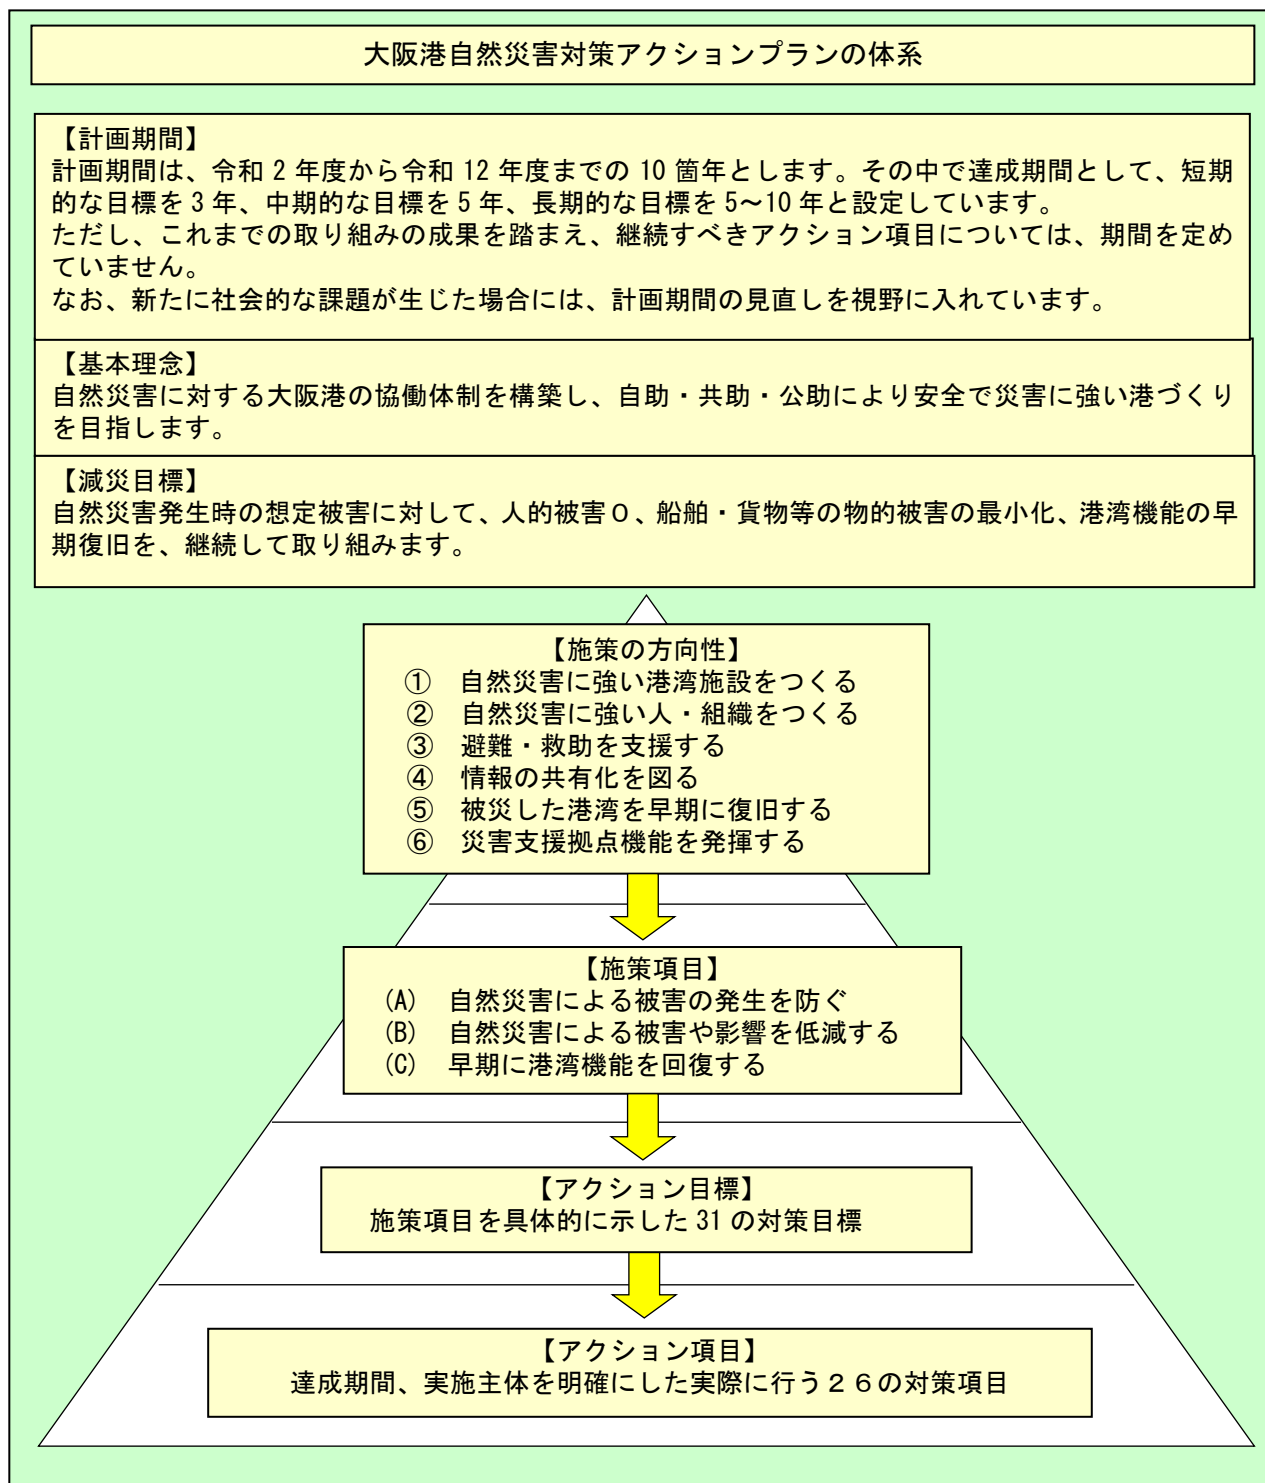 大阪港自然災害対策アクションプランの体系
【計画期間】
計画期間は、令和 2 年度から令和 12 年度までの 10 箇年とします。その中で達成期間として、短期
的な目標を 3 年、中期的な目標を 5 年、長期的な目標を 5～10 年と設定しています。
ただし、これまでの取り組みの成果を踏まえ、継続すべきアクション項目については、期間を定め
ていません。
なお、新たに社会的な課題が生じた場合には、計画期間の見直しを視野に入れています。
【基本理念】
自然災害に対する大阪港の協働体制を構築し、自助・共助・公助により安全で災害に強い港づくり
を目指します。
【減災目標】
自然災害発生時の想定被害に対して、人的被害０、船舶・貨物等の物的被害の最小化、港湾機能の早
期復旧を、継続して取り組みます。
【施策の方向性】
① 自然災害に強い港湾施設をつくる
② 自然災害に強い人・組織をつくる
③ 避難・救助を支援する
④ 情報の共有化を図る
⑤ 被災した港湾を早期に復旧する
⑥ 災害支援拠点機能を発揮する
【施策項目】
(A) 自然災害による被害の発生を防ぐ
(B) 自然災害による被害や影響を低減する
(C) 早期に港湾機能を回復する
【アクション目標】
施策項目を具体的に示した 31 の対策目標
【アクション項目】
達成期間、実施主体を明確にした実際に行う２６の対策項目